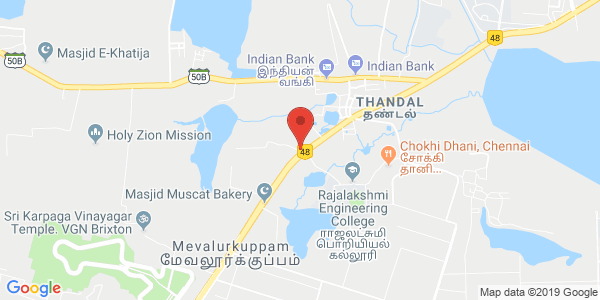 48
Masjid E-Khatija
50B
50B
Indian Bank
இந்தியன்
வங்கி
Indian Bank
THANDAL
தண்டல்
Holy Zion Mission
48
Chokhi Dhani, Chennai
சோக்கி
தானி...
Masjid Muscat Bakery
Rajalakshmi
Engineering
College
ராஜலட்சுமி
பொறியியல்
கல்லூரி
Sri Karpaga Vinayagar
Temple. VGN Brixton
Mevalurkuppam
மேவலூர்க்குப்பம்
Google
Map data ©2019 Google